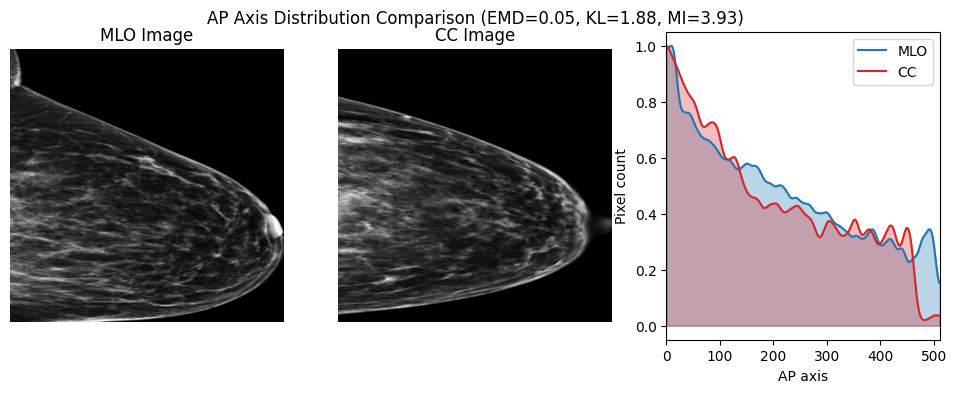 AP Axis Distribution Comparison (EMD=0.05, KL=1.88, MI=3.93)
MLO Image
CC Image
MLO
CC
1.0
0.8
0.6
0.4
0.2
0.0
Pixel count
0 100 200 300 400 500
AP axis